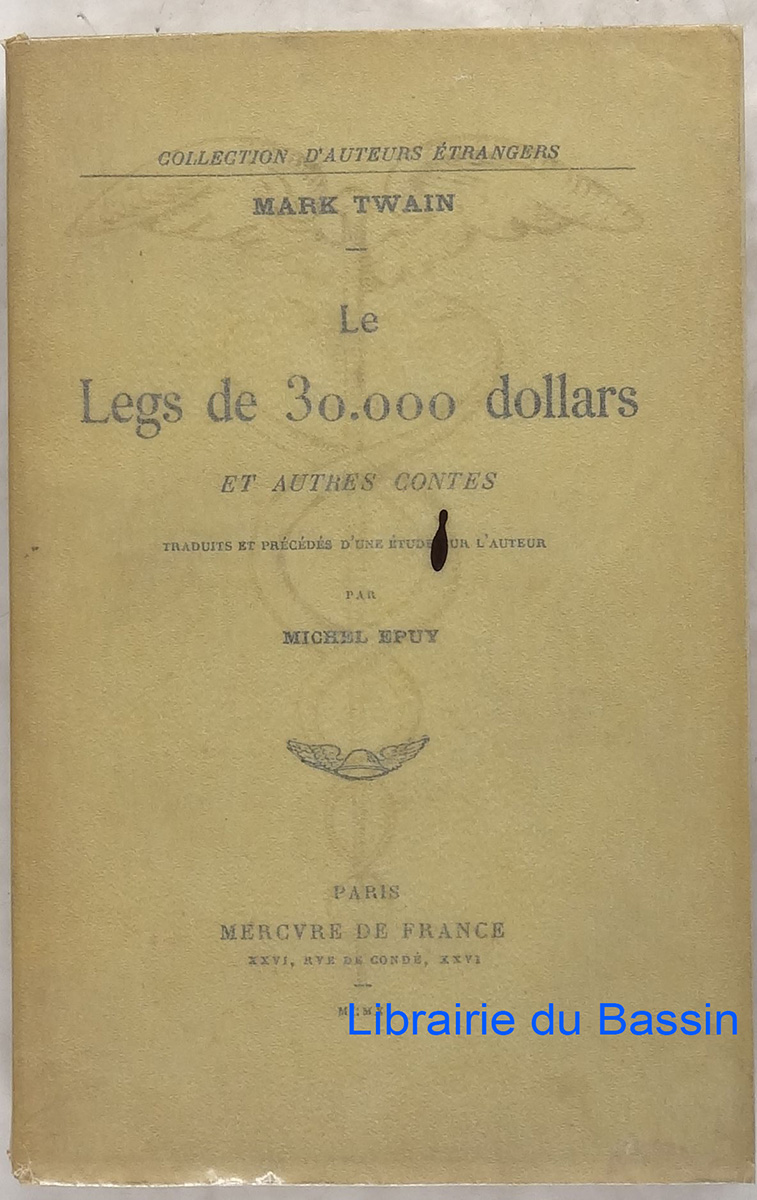 COLLECTION D'AUTEURS ÉTRANGERS
MARK TWAIN
Le
Legs de 30.000 dollars
ET AUTRES CONTES
TRADUITS ET PRÉCÉDÉS D'UNE ÉTUDE SUR L'AUTEUR
PAR
MICHEL EPUY
PARIS
MERCVRE DE FRANCE
XXVI, RVE DE CONDÉ, XXVI
Librairie du Bassin